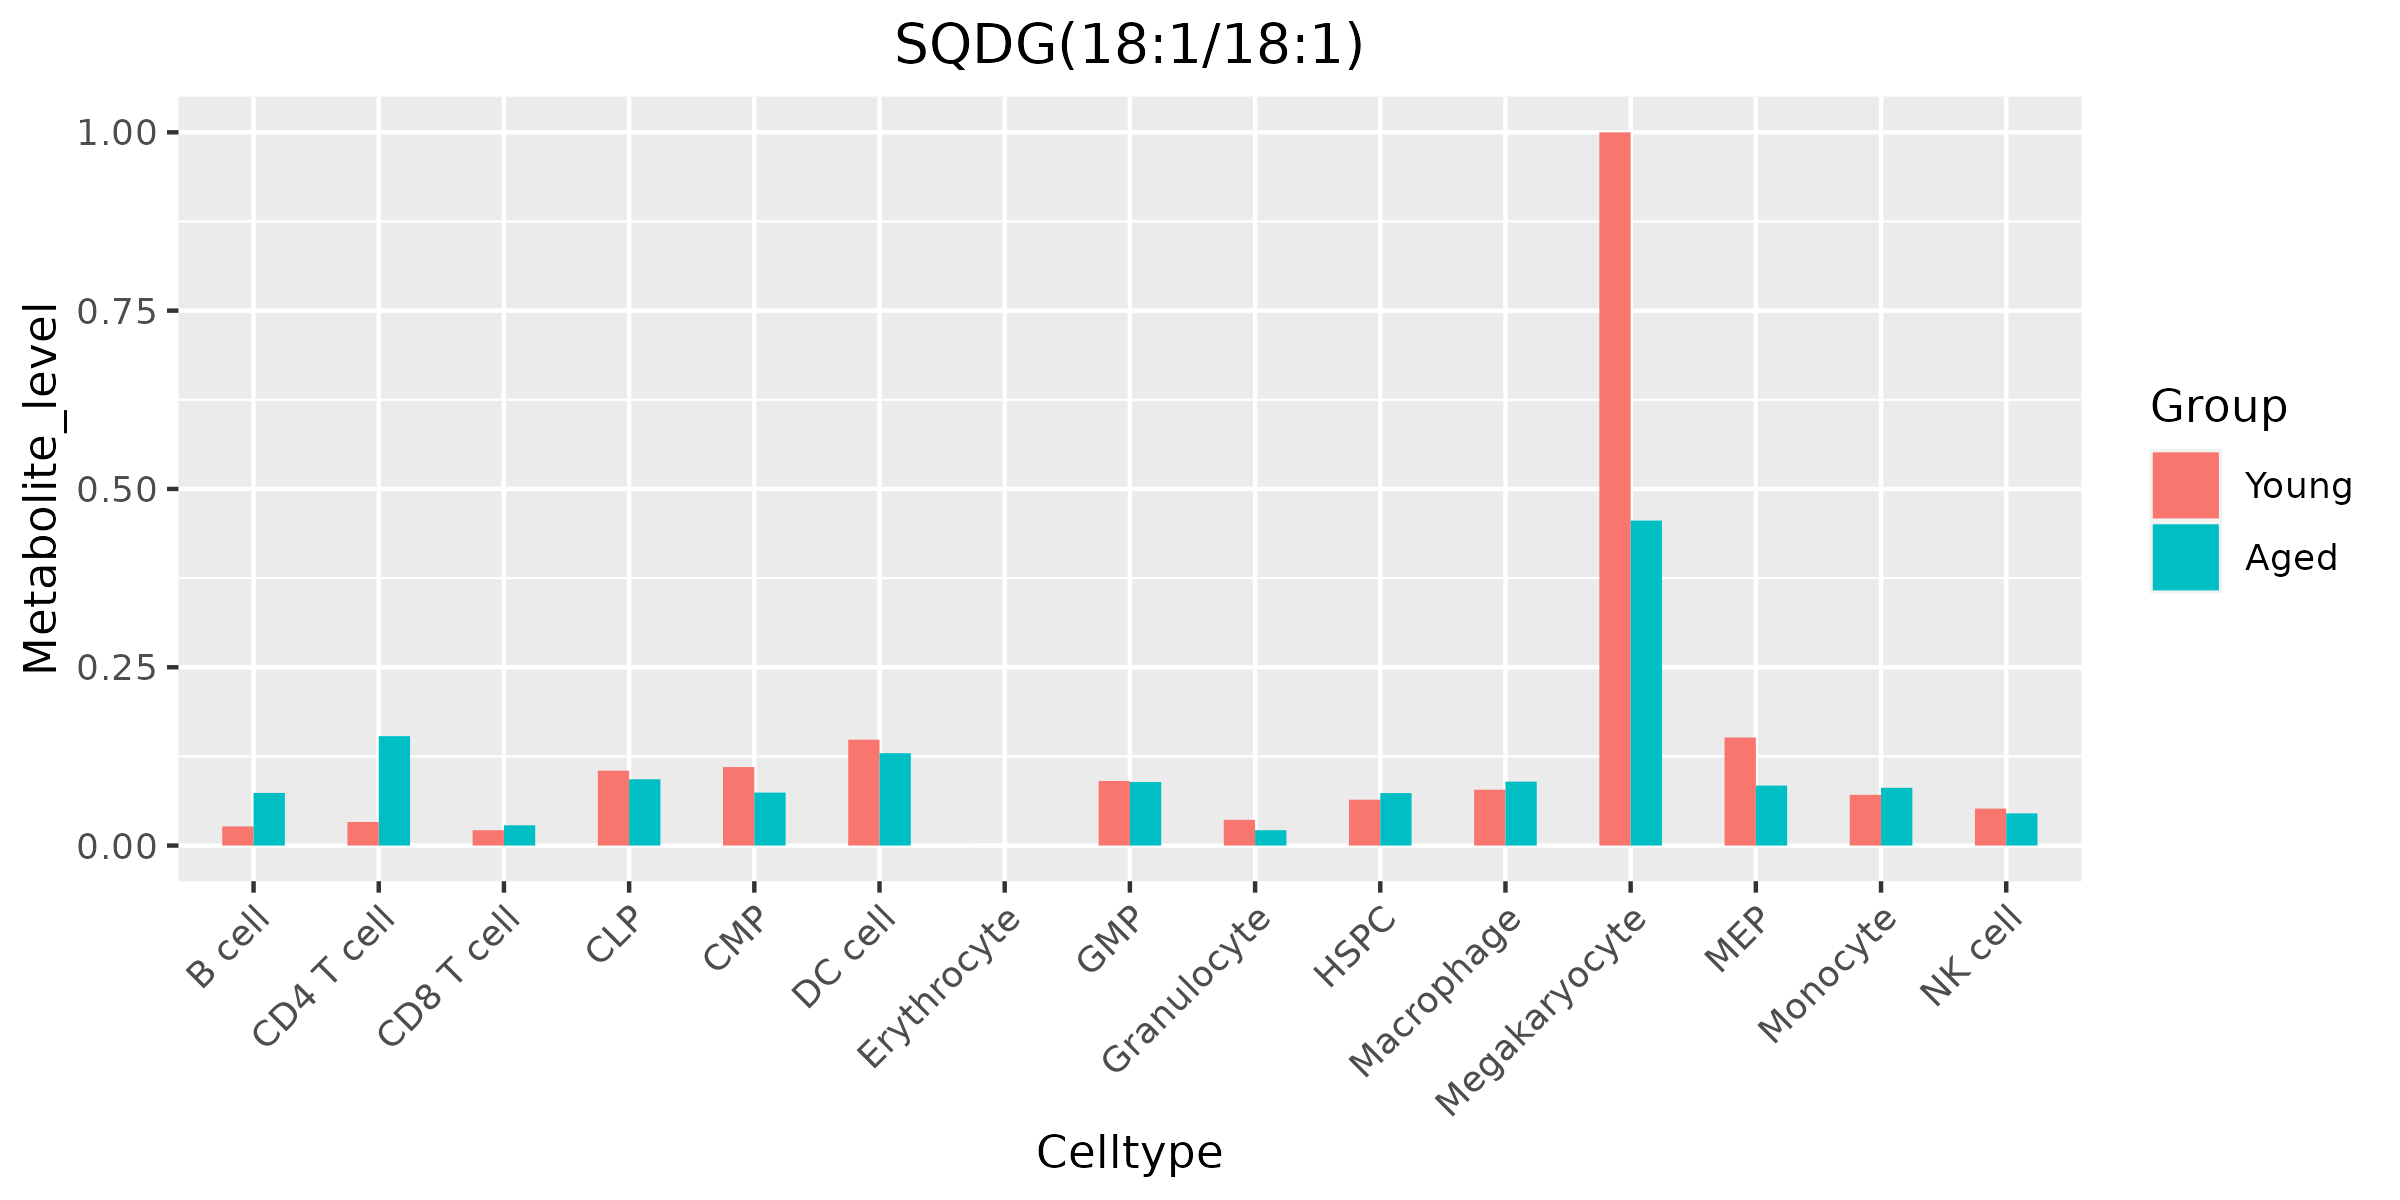 SQDG(18:1/18:1)
Metabolite_level
1.00
0.75
0.50
0.25
0.00
B cell
CD4 T cell
CD8 T cell
CLP
CMP
DC cell
Erythrocyte
GMP
Granulocyte
HSPC
Macrophage
Megakaryocyte
MEP
Monocyte
NK cell
Celltype
Group
Young
Aged